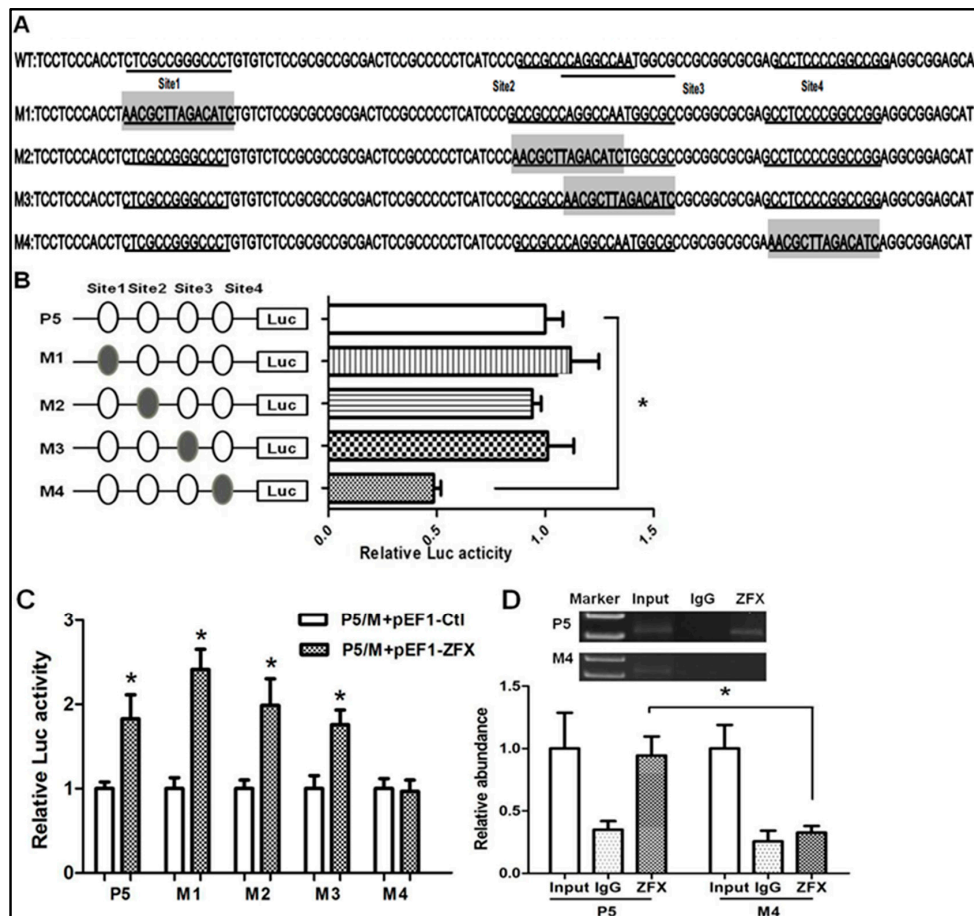 A
WT:TCCTCCCACCTCTCGCCGGGCCCTGTGTCTCCGCGCCGCGACTCCGCCCCCTCATCCCGCCGCCCAGGCCAATGGCGCCGCGGCGCGAGCCTCCCCGGCCGGAGGCGGAGCA
Site1 Site2 Site3 Site4
M1:TCCTCCCACCTAACGCTTAGACATCTGTCTCCGCGCCGCGACTCCGCCCCCTCATCCCGCCGCCCAGGCCAATGGCGCCGCGGCGCGAGCCTCCCCGGCCGGAGGCGGAGCAT
M2:TCCTCCCACCTCTCGCCGGGCCCTGTGTCTCCGCGCCGCGACTCCGCCCCCTCATCCCAACGCTTAGACATCTGGCGCCGCGGCGCGAGCCTCCCCGGCCGGAGGCGGAGCAT
M3:TCCTCCCACCTCTCGCCGGGCCCTGTGTCTCCGCGCCGCGACTCCGCCCCCTCATCCCGCCGCCAACGCTTAGACATCCGCGGCGCGAGCCTCCCCGGCCGGAGGCGGAGCAT
M4:TCCTCCCACCTCTCGCCGGGCCCTGTGTCTCCGCGCCGCGACTCCGCCCCCTCATCCCGCCGCCCAGGCCAATGGCGCCGCGGCGCGAAACGCTTAGACATCAGGCGGAGCAT
B
Site1 Site2 Site3 Site4
P5 Luc
M1 Luc
M2 Luc
M3 Luc
M4 Luc
*
0.0 0.5 1.0 1.5
Relative Luc acticity
C
P5/M+pEF1-Ctl
P5/M+pEF1-ZFX
Relative Luc activity
3
2
1
0
* * * *
P5 M1 M2 M3 M4
D
Marker Input IgG ZFX
P5
M4
Relative abundance
1.5
1.0
0.5
0.0
*
Input IgG ZFX Input IgG ZFX
P5 M4